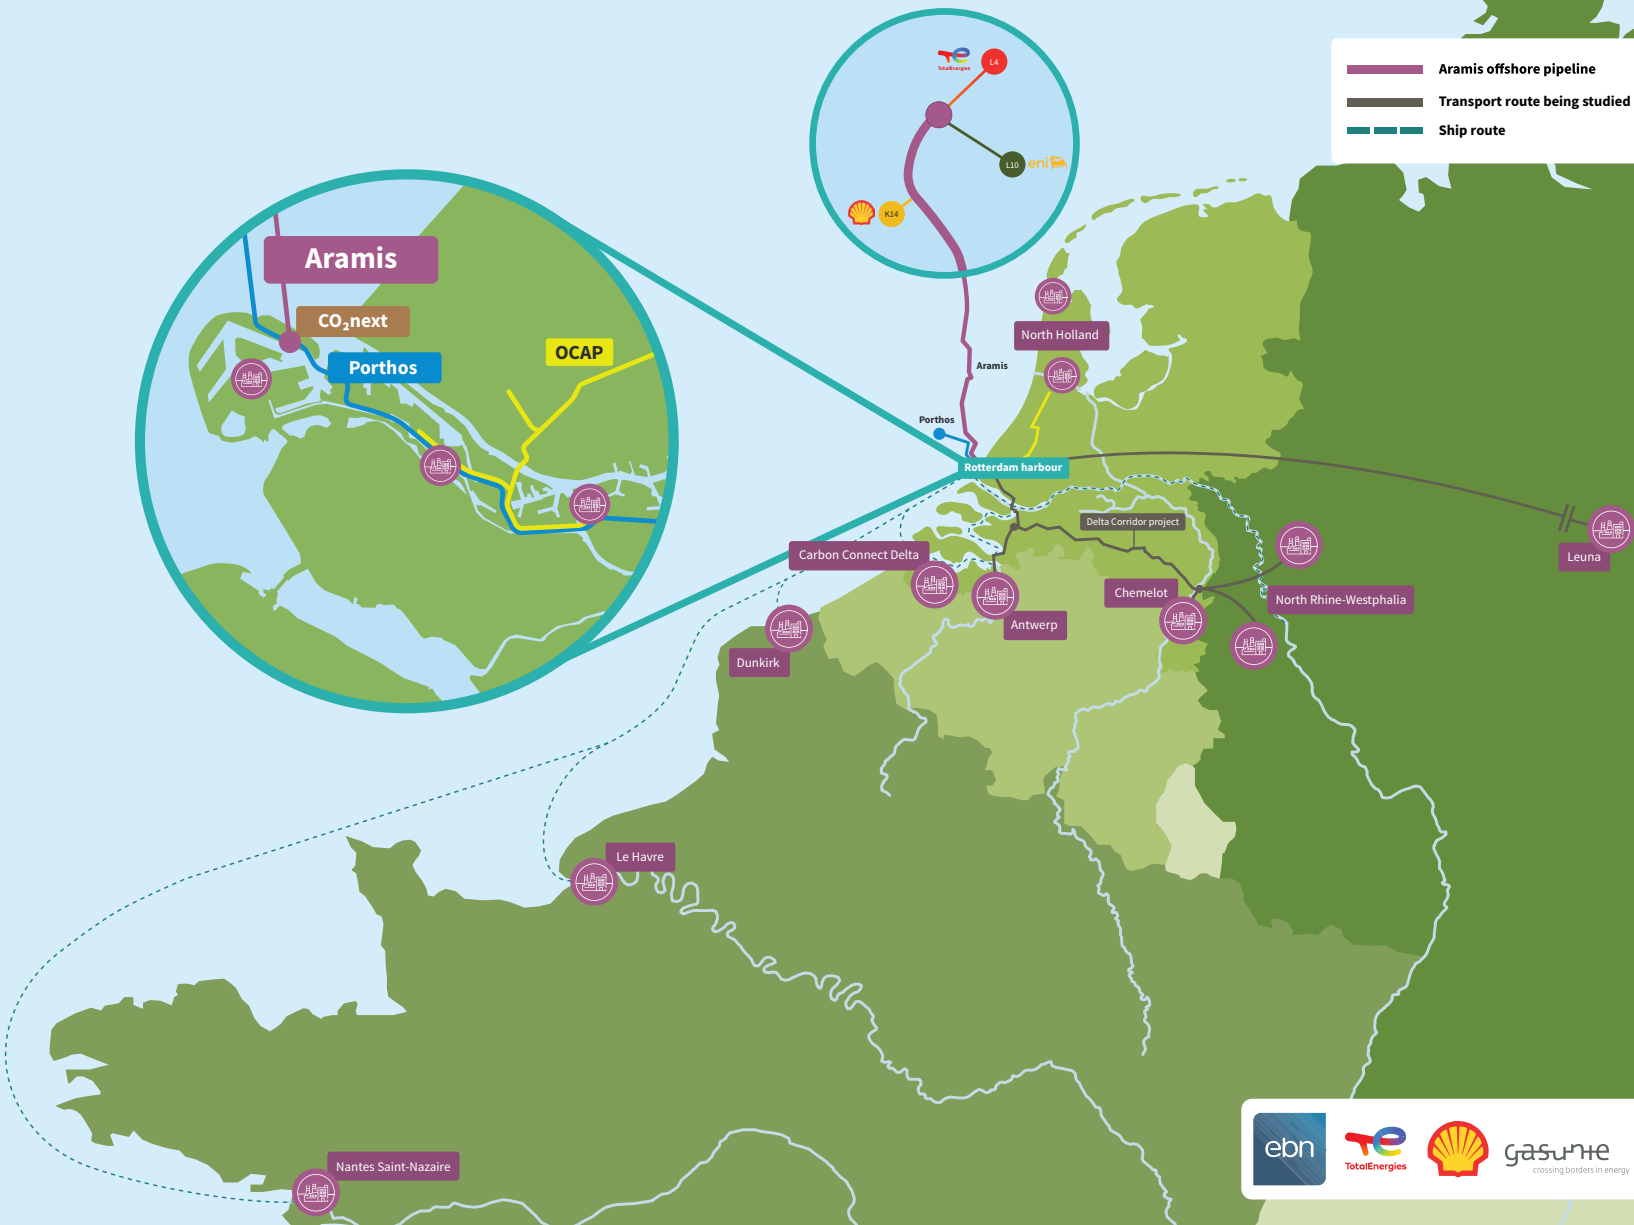 TotalEnergies
L4
L10
eni
K14
Aramis offshore pipeline
Transport route being studied
Ship route
Aramis
CO₂next
Porthos
OCAP
North Holland
Aramis
Porthos
Rotterdam harbour
Delta Corridor project
Carbon Connect Delta
Leuna
Chemelot
North Rhine-Westphalia
Antwerp
Dunkirk
Le Havre
Nantes Saint-Nazaire
ebn
TotalEnergies
gasunie
crossing borders in energy